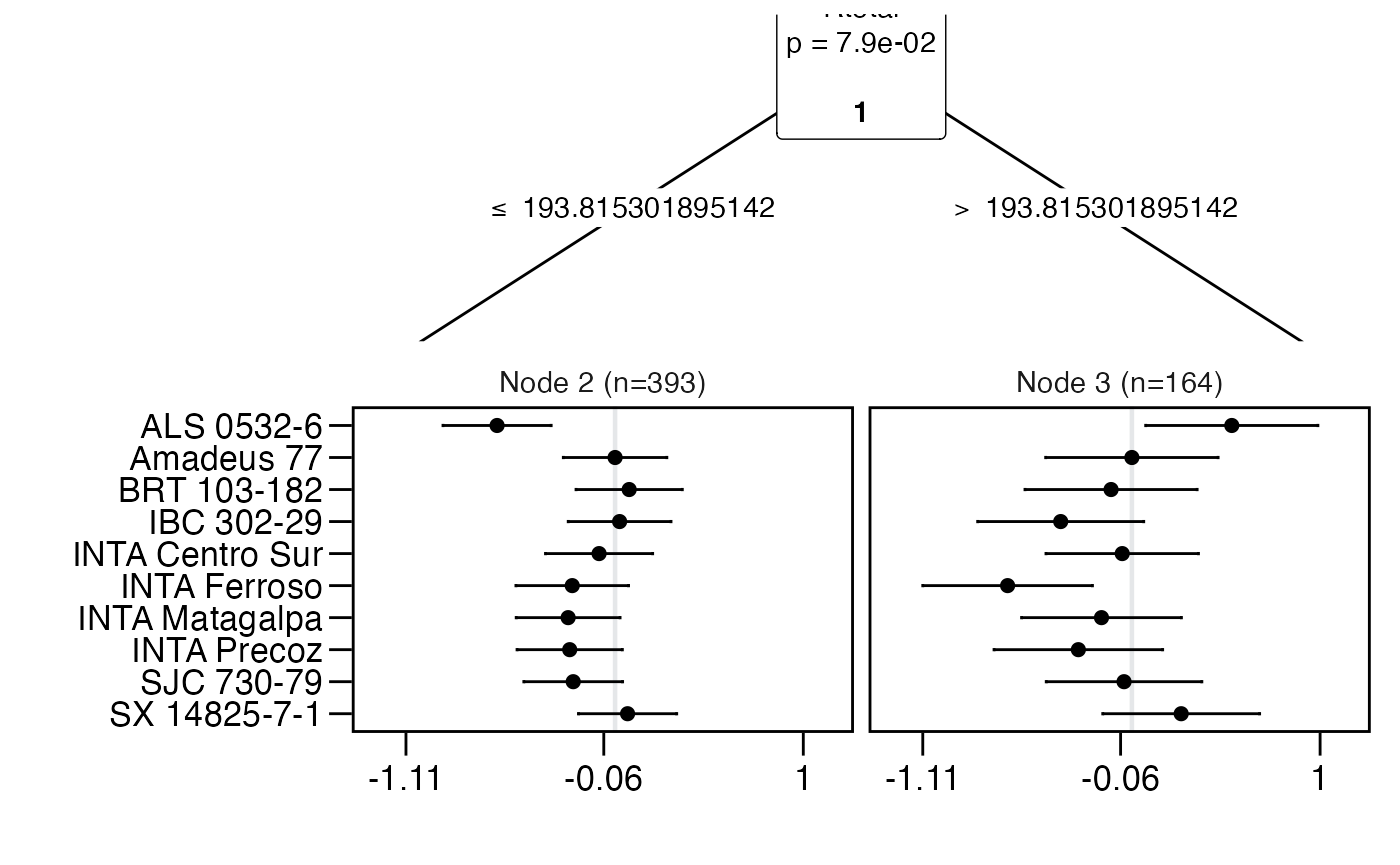 p = 7.9e-02
1
≤ 193.815301895142
> 193.815301895142
Node 2 (n=393)
Node 3 (n=164)
ALS 0532-6
Amadeus 77
BRT 103-182
IBC 302-29
INTA Centro Sur
INTA Ferroso
INTA Matagalpa
INTA Precoz
SJC 730-79
SX 14825-7-1
-1.11 -0.06 1
-1.11 -0.06 1